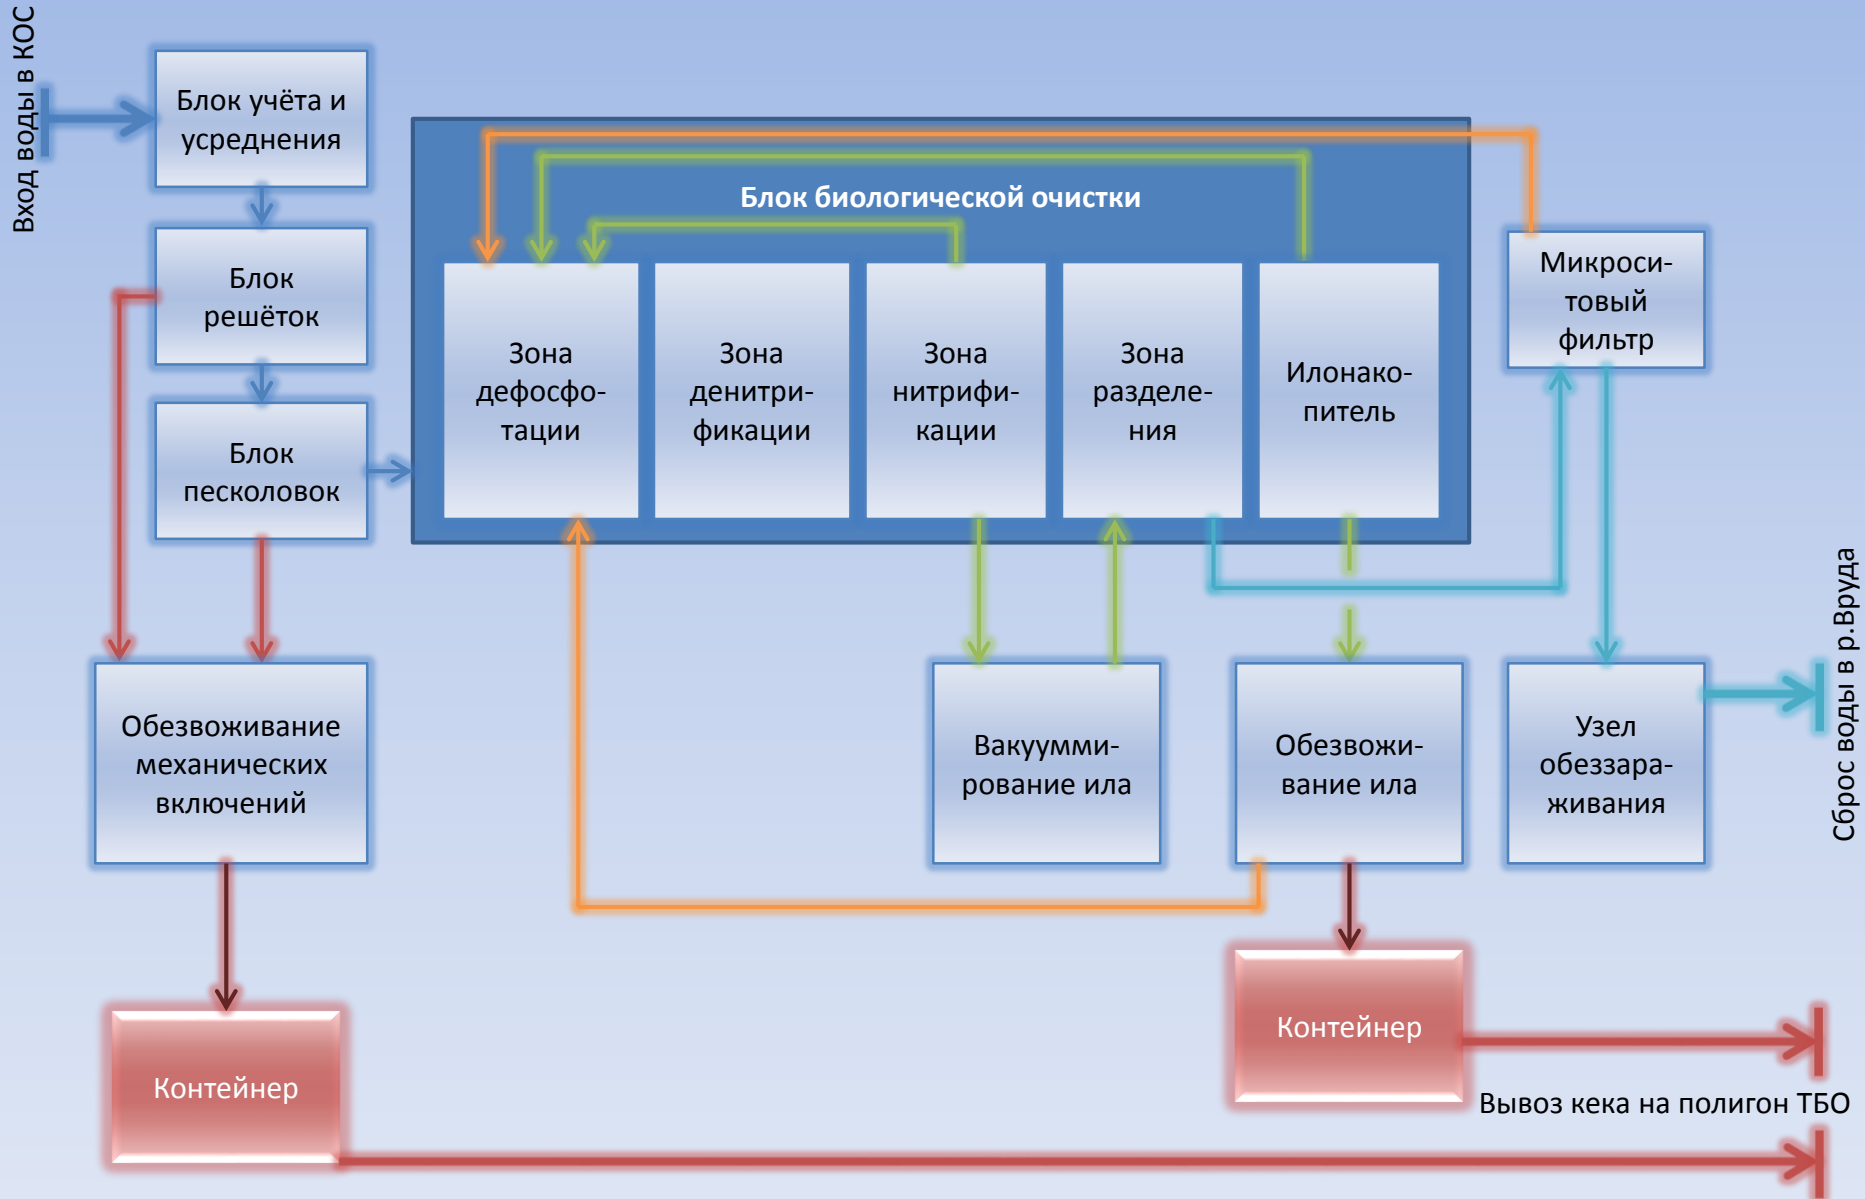 Вход воды в КОС
Блок учёта и
усреднения
Блок
решёток
Блок
песколовок
Блок биологической очистки
Зона
дефосфо-
тации
Зона
денитри-
фикации
Зона
нитрифи-
кации
Зона
разделе-
ния
Илонако-
питель
Микроси-
товый
фильтр
Обезвоживание
механических
включений
Вакуумми-
рование ила
Обезвожи-
вание ила
Узел
обеззара-
живания
Сброс воды в р.Вруда
Контейнер
Контейнер
Вывоз кека на полигон ТБО